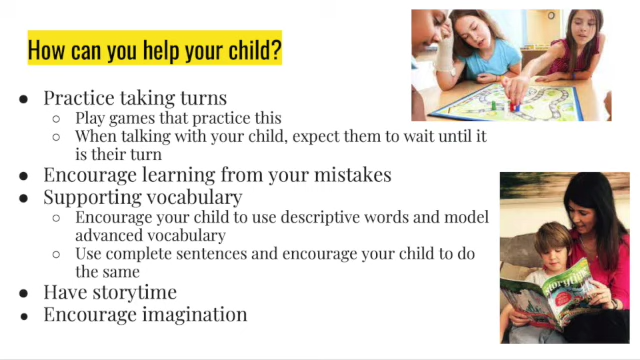 How can you help your child?
● Practice taking turns
○ Play games that practice this
○ When talking with your child, expect them to wait until it
is their turn
● Encourage learning from your mistakes
● Supporting vocabulary
○ Encourage your child to use descriptive words and model
advanced vocabulary
○ Use complete sentences and encourage your child to do
the same
● Have storytime
● Encourage imagination